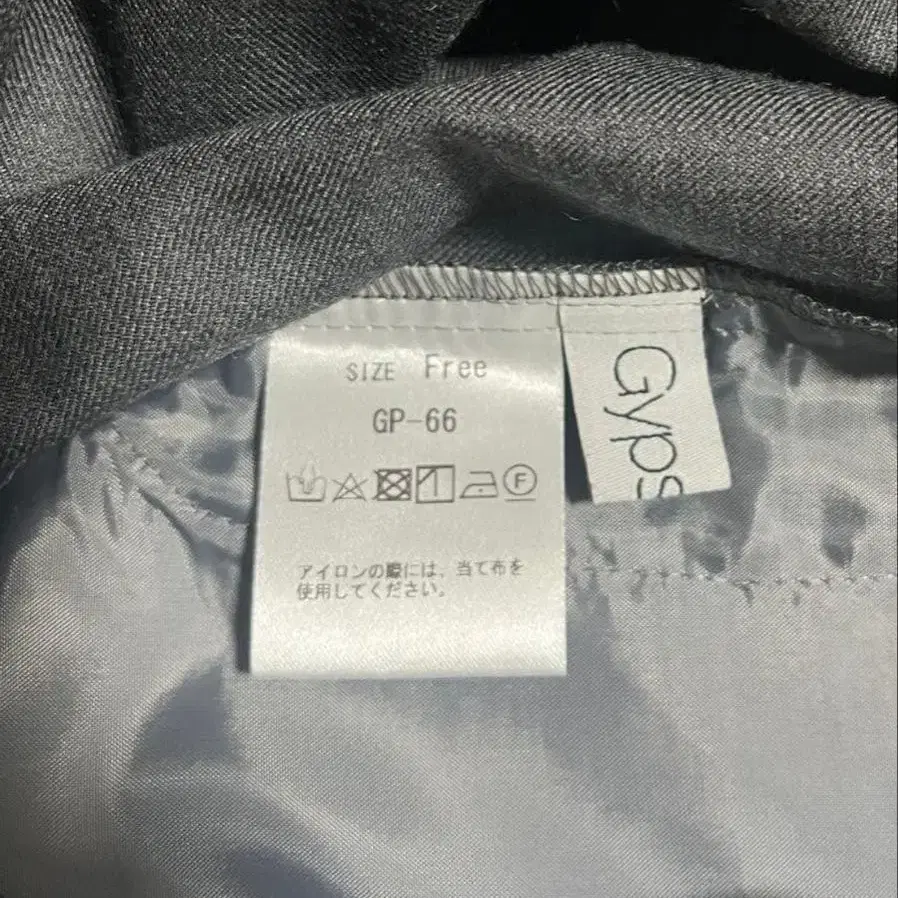 SIZE Free
GP-66
F
アイロンの際には、当て布を
使用してください。
Gyps